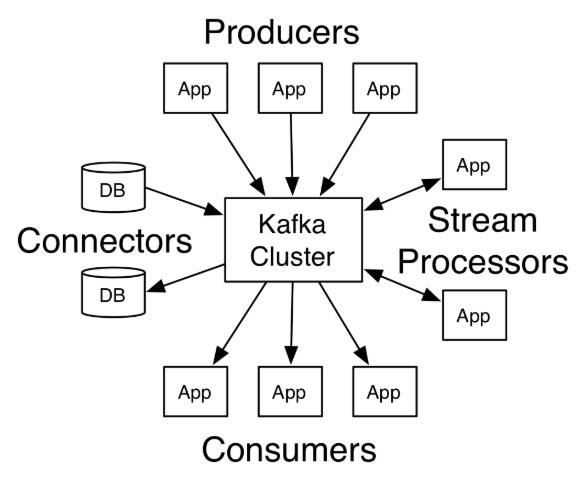 Producers
App
App
App
DB
Connectors
DB
Kafka
Cluster
App
Stream
Processors
App
App
App
App
Consumers